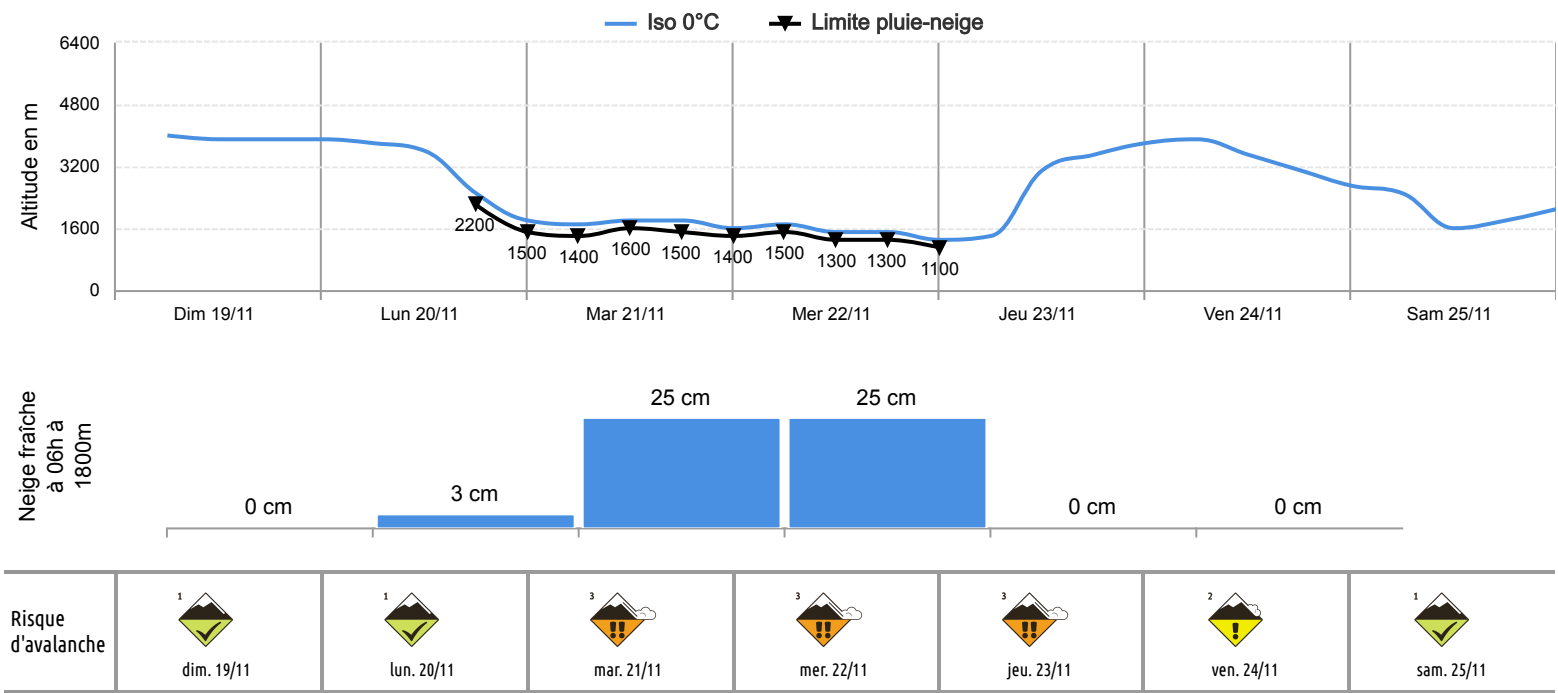 Iso 0°C Limite pluie-neige
Altitude en m
6400
4800
3200
1600
0
2200 1500 1400 1600 1500 1400 1500 1300 1300 1100
Dim 19/11 Lun 20/11 Mar 21/11 Mer 22/11 Jeu 23/11 Ven 24/11 Sam 25/11
Neige fraîche
à 06h à
1800m
0 cm 3 cm 25 cm 25 cm 0 cm 0 cm
Risque
d'avalanche
1 1 3 3 3 2 1
dim. 19/11 lun. 20/11 mar. 21/11 mer. 22/11 jeu. 23/11 ven. 24/11 sam. 25/11